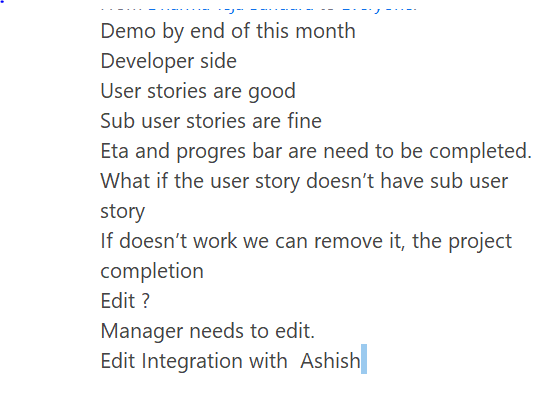 Demo by end of this month
Developer side
User stories are good
Sub user stories are fine
Eta and progres bar are need to be completed.
What if the user story doesn’t have sub user
story
If doesn’t work we can remove it, the project
completion
Edit ?
Manager needs to edit.
Edit Integration with  Ashish